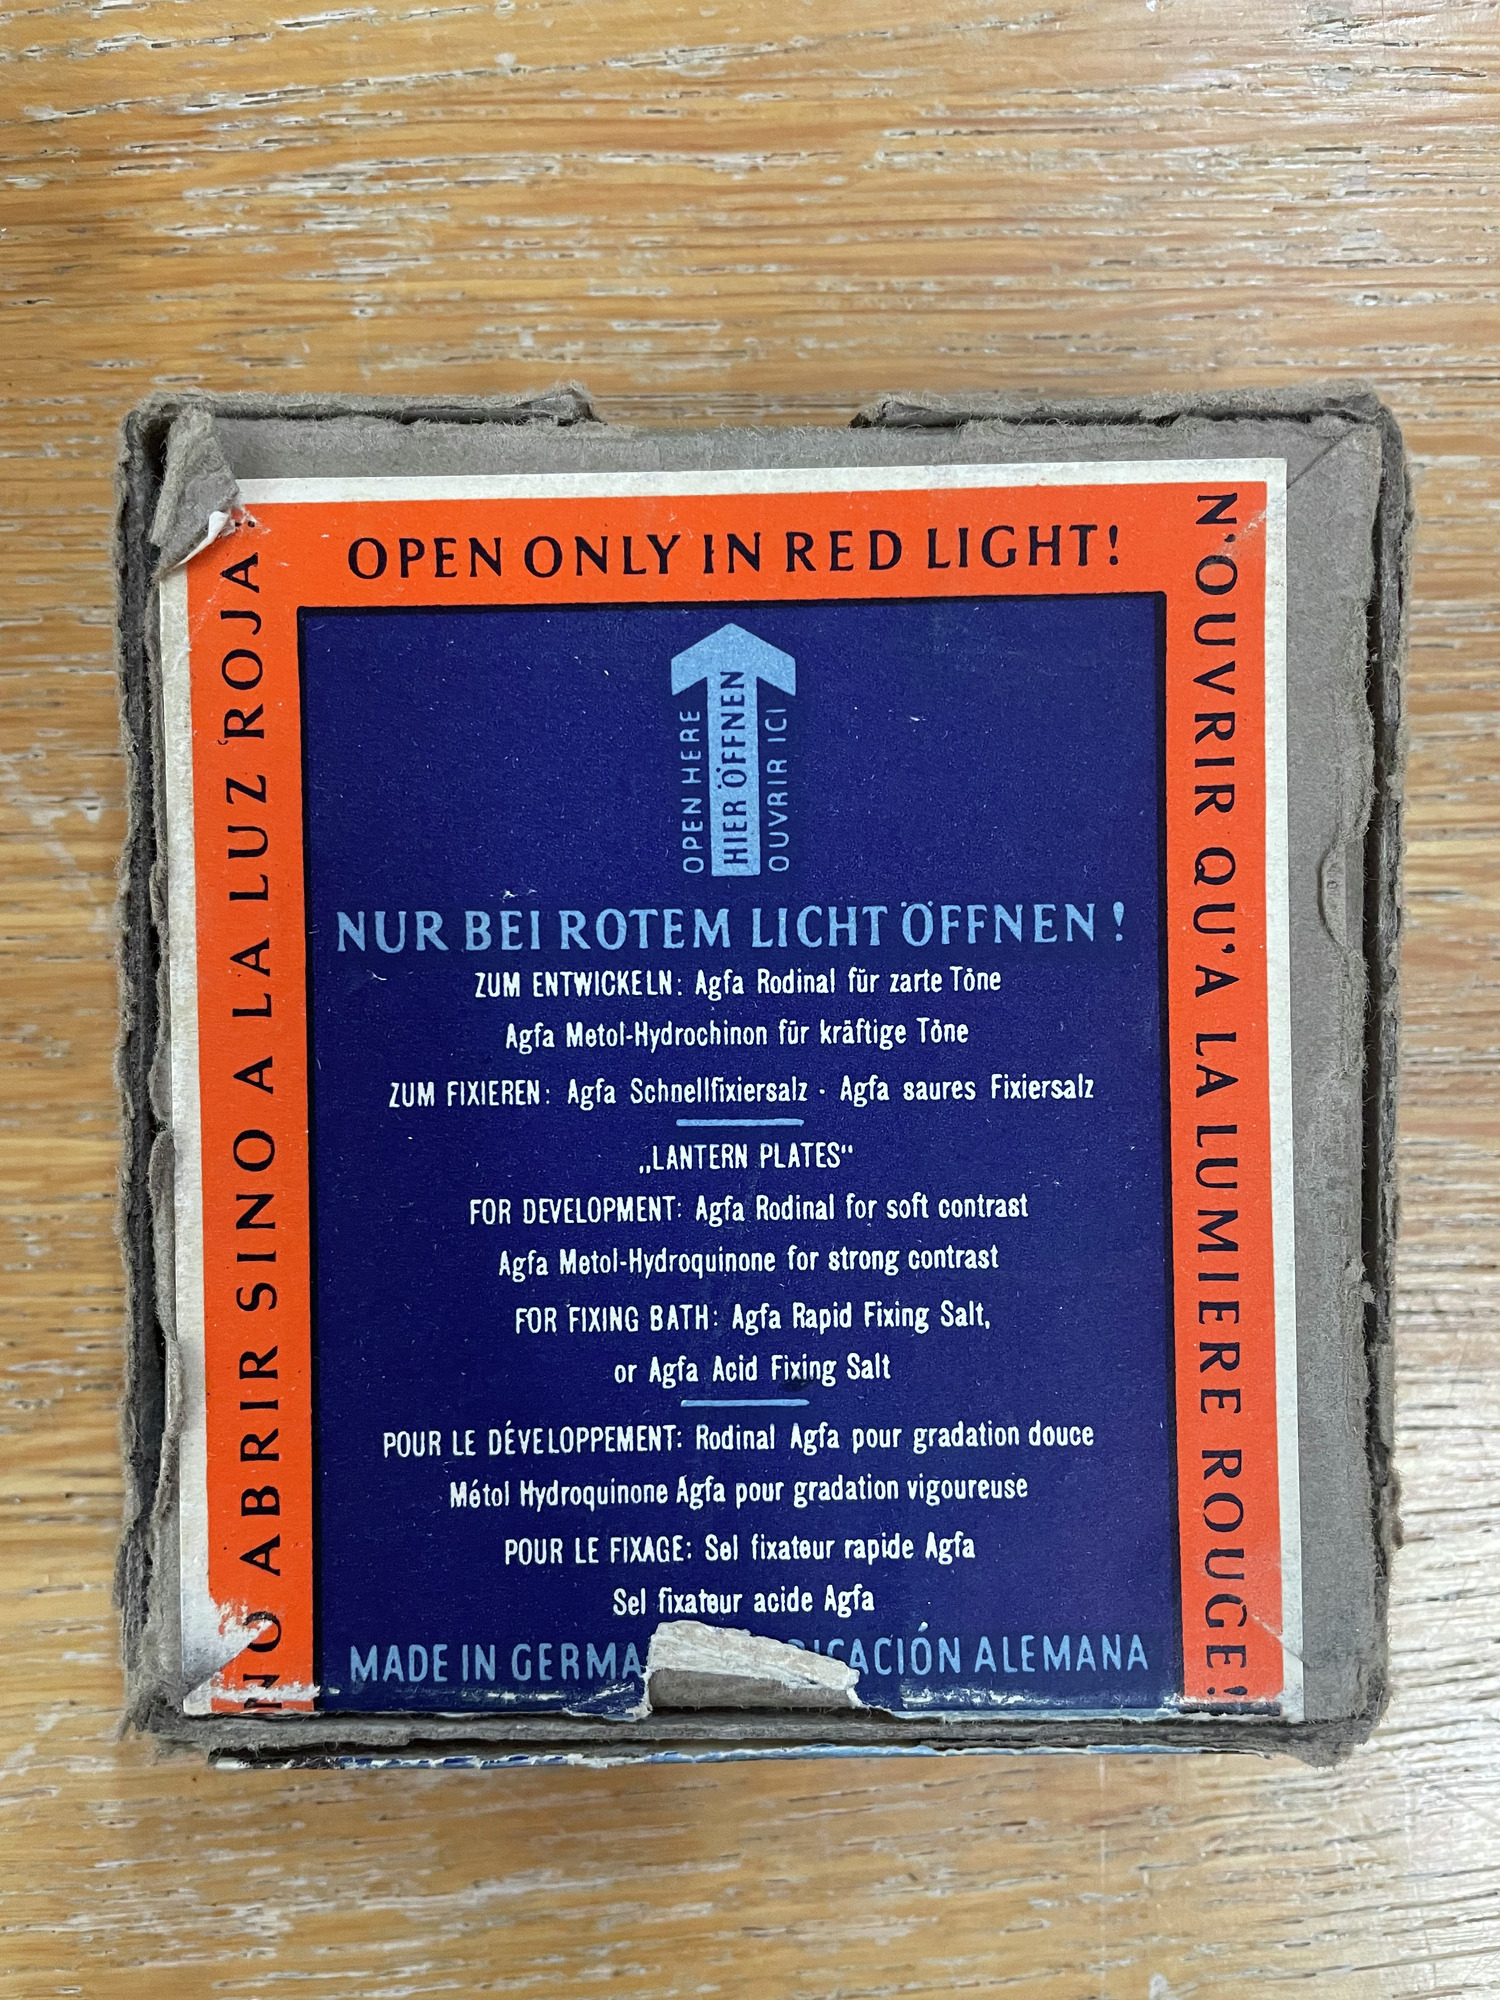 OPEN ONLY IN RED LIGHT!
NO ABRIR SINO A LA LUZ ROJA!
N'OUVRIR QU'A LA LUMIERE ROUGE!
OPEN HERE
HIER ÖFFNEN
OUVRIR ICI
NUR BEI ROTEM LICHT ÖFFNEN!
ZUM ENTWICKELN: Agfa Rodinal für zarte Töne
Agfa Metol-Hydrochinon für kräftige Töne
ZUM FIXIEREN: Agfa Schnellfixiersalz · Agfa saures Fixiersalz
„LANTERN PLATES“
FOR DEVELOPMENT: Agfa Rodinal for soft contrast
Agfa Metol-Hydroquinone for strong contrast
FOR FIXING BATH: Agfa Rapid Fixing Salt,
or Agfa Acid Fixing Salt
POUR LE DÉVELOPPEMENT: Rodinal Agfa pour gradation douce
Métol Hydroquinone Agfa pour gradation vigoureuse
POUR LE FIXAGE: Sel fixateur rapide Agfa
Sel fixateur acide Agfa
MADE IN ALEMANA